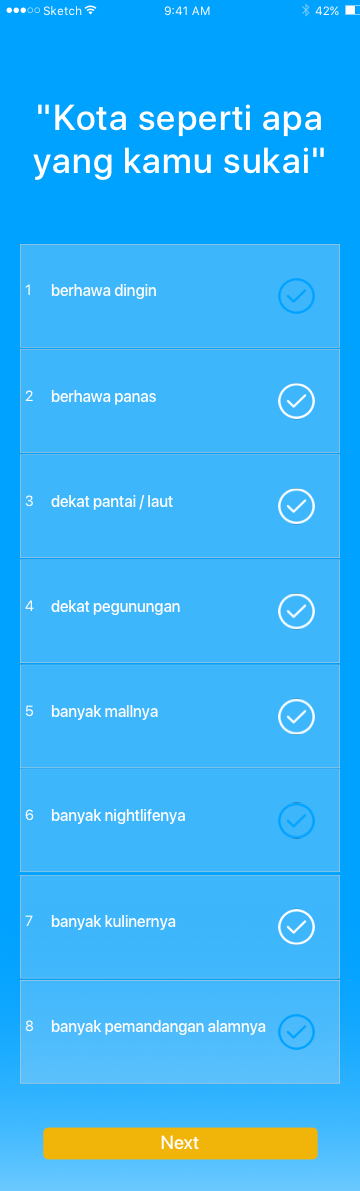 Sketch 9:41 AM 42%
"Kota seperti apa
yang kamu sukai"
1 berhawa dingin
2 berhawa panas
3 dekat pantai / laut
4 dekat pegunungan
5 banyak mallnya
6 banyak nightlifenya
7 banyak kulinernya
8 banyak pemandangan alamnya
Next